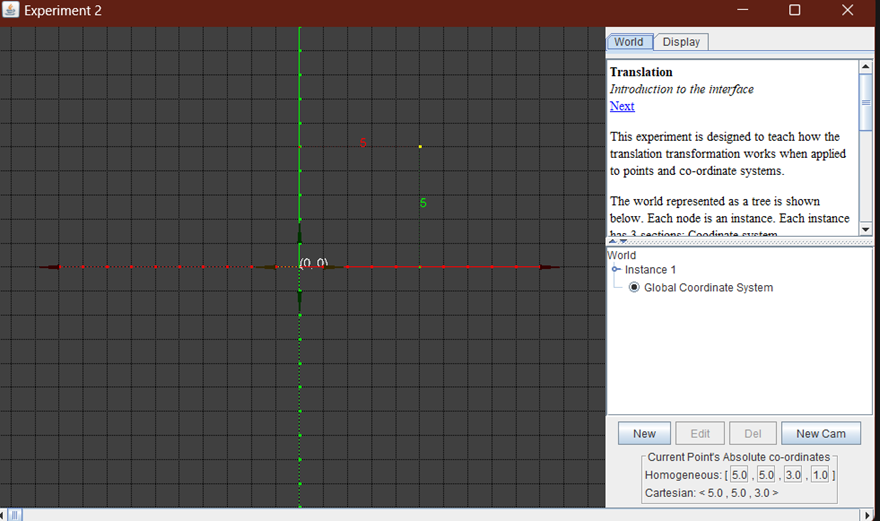 Experiment 2
World
Display
Translation
Introduction to the interface
Next
This experiment is designed to teach how the
translation transformation works when applied
to points and co-ordinate systems.
The world represented as a tree is shown
below. Each node is an instance. Each instance
has 3 sections: Coodinate system
5
5
(0, 0)
World
Instance 1
Global Coordinate System
New
Edit
Del
New Cam
Current Point's Absolute co-ordinates
Homogeneous: [ 5.0 , 5.0 , 3.0 , 1.0 ]
Cartesian: < 5.0 , 5.0 , 3.0 >